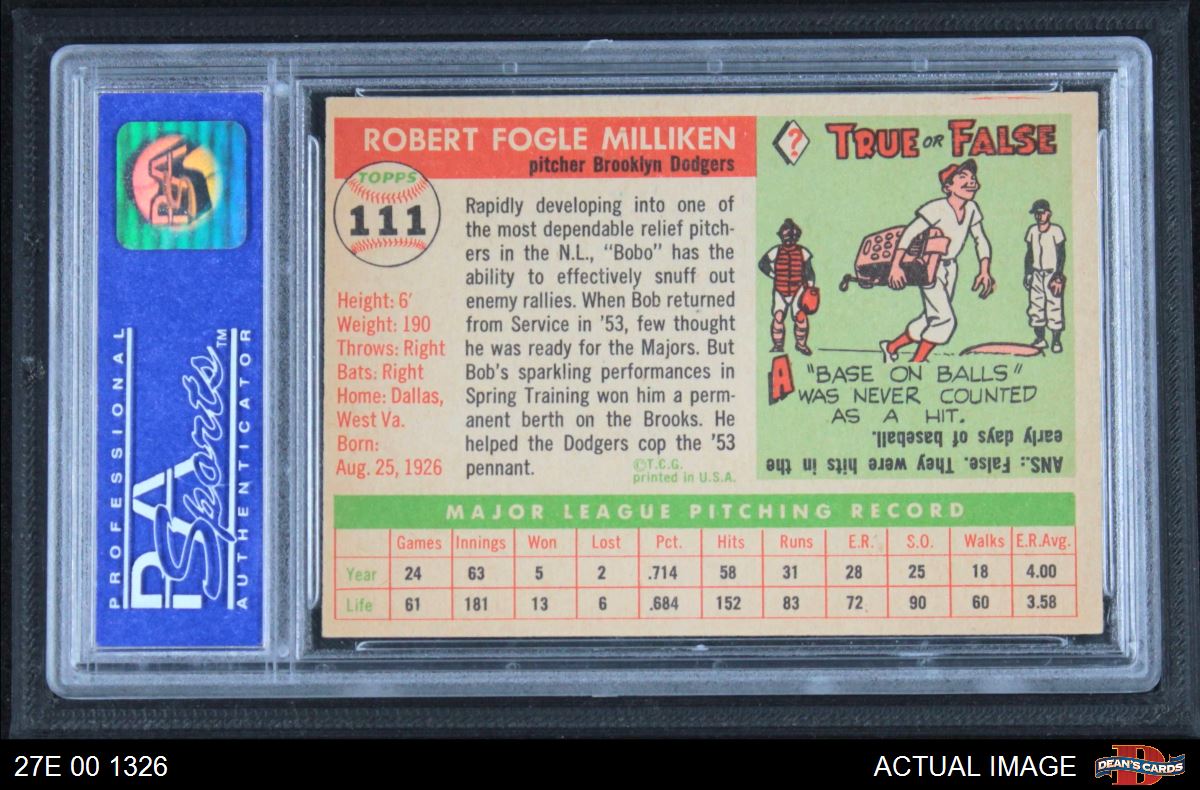 PSA
PROFESSIONAL
PSA
Sports™
AUTHENTICATOR
ROBERT FOGLE MILLIKEN
pitcher Brooklyn Dodgers
TOPPS
111
Height: 6'
Weight: 190
Throws: Right
Bats: Right
Home: Dallas,
West Va.
Born:
Aug. 25, 1926
Rapidly developing into one of
the most dependable relief pitch-
ers in the N.L., "Bobo" has the
ability to effectively snuff out
enemy rallies. When Bob returned
from Service in '53, few thought
he was ready for the Majors. But
Bob's sparkling performances in
Spring Training won him a perm-
anent berth on the Brooks. He
helped the Dodgers cop the '53
pennant.
©T.C.G.
printed in U.S.A.
? TRUE OR FALSE
A "BASE ON BALLS"
WAS NEVER COUNTED
AS A HIT.
ANS.: False. They were hits in the
early days of baseball.
MAJOR LEAGUE PITCHING RECORD
Games Innings Won Lost Pct. Hits Runs E.R. S.O. Walks E.R.Avg.
Year 24 63 5 2 .714 58 31 28 25 18 4.00
Life 61 181 13 6 .684 152 83 72 90 60 3.58
27E 00 1326
ACTUAL IMAGE
D
DEAN'S CARDS